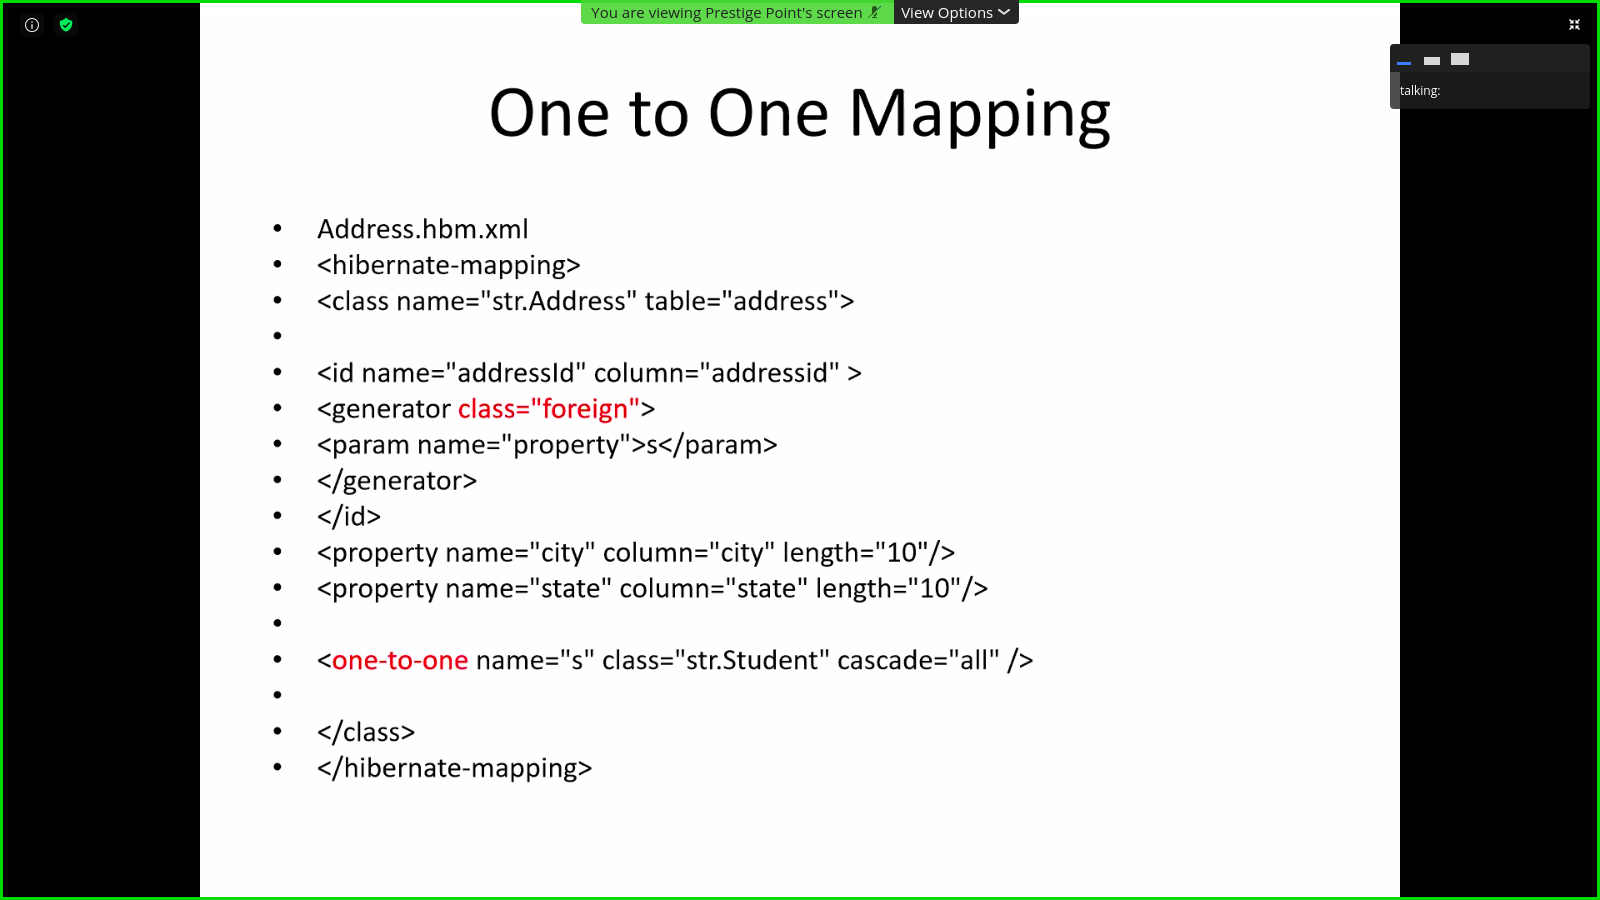 You are viewing Prestige Point's screen View Options
talking:
One to One Mapping
• Address.hbm.xml
• <hibernate-mapping>
• <class name="str.Address" table="address">
•
• <id name="addressId" column="addressid" >
• <generator class="foreign">
• <param name="property">s</param>
• </generator>
• </id>
• <property name="city" column="city" length="10"/>
• <property name="state" column="state" length="10"/>
•
• <one-to-one name="s" class="str.Student" cascade="all" />
•
• </class>
• </hibernate-mapping>